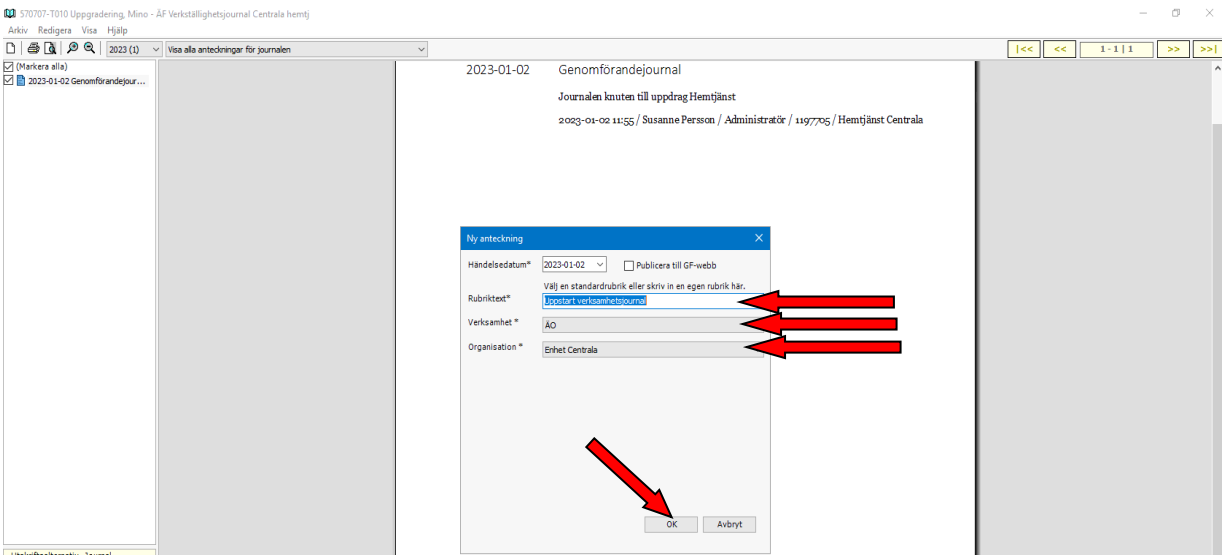 570707-T010 Uppgradering, Mino - ÄF Verkställighetsjournal Centrala hemtj
Arkiv Redigera Visa Hjälp
2023 (1) Visa alla anteckningar för journalen |<< << 1 - 1 | 1 >> >>|
(Markera alla)
2023-01-02 Genomförandejour...
2023-01-02 Genomförandejournal
Journalen knuten till uppdrag Hemtjänst
2023-01-02 11:55 / Susanne Persson / Administratör / 1197705 / Hemtjänst Centrala
Ny anteckning
Händelsedatum* 2023-01-02 Publicera till GF-webb
Välj en standardrubrik eller skriv in en egen rubrik här.
Rubriktext* Uppstart verksamhetsjournal
Verksamhet * ÄO
Organisation * Enhet Centrala
OK Avbryt